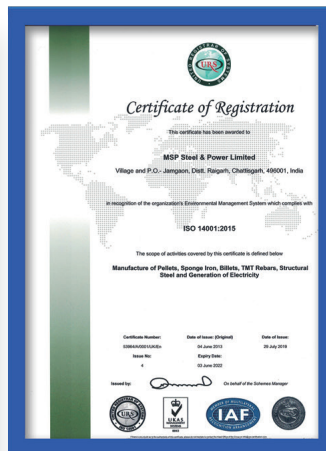 URS
Certificate of Registration
This certificate has been awarded to
MSP Steel & Power Limited
Village and P.O.- Jamgaon, Distt. Raigarh, Chattisgarh, 496001, India
in recognition of the organization's Environmental Management System which complies with
ISO 14001:2015
The scope of activities covered by this certificate is defined below
Manufacture of Pellets, Sponge Iron, Billets, TMT Rebars, Structural
Steel and Generation of Electricity
Certificate Number: Date of Issue: (Original) Date of Issue:
04 June 2013 20 July 2019
Issue No: Expiry Date:
4 03 June 2022
Issued by: On behalf of the Schemes Manager
URS UKAS IAF